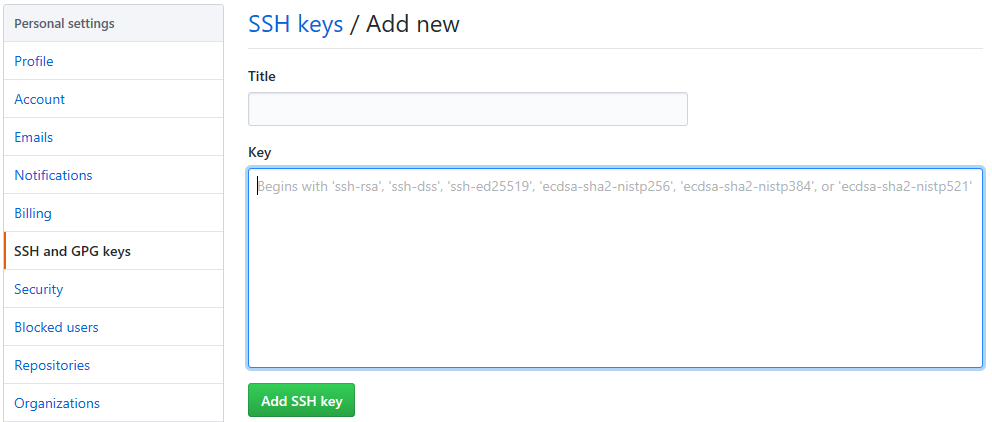 Personal settings
Profile
Account
Emails
Notifications
Billing
SSH and GPG keys
Security
Blocked users
Repositories
Organizations
SSH keys / Add new
Title
Key
Begins with 'ssh-rsa', 'ssh-dss', 'ssh-ed25519', 'ecdsa-sha2-nistp256', 'ecdsa-sha2-nistp384', or 'ecdsa-sha2-nistp521'
Add SSH key